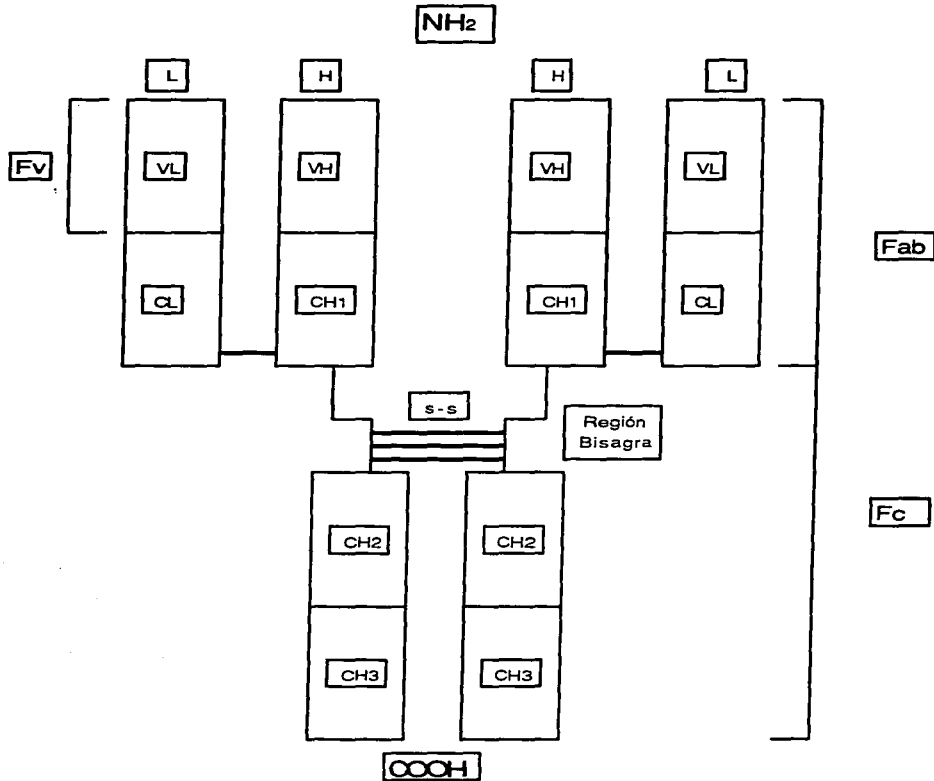 NH2
L
H
H
L
Fv
VL
VH
VH
VL
Fab
CL
CH1
CH1
CL
s-s
Región
Bisagra
Fc
CH2
CH2
CH3
CH3
COOH